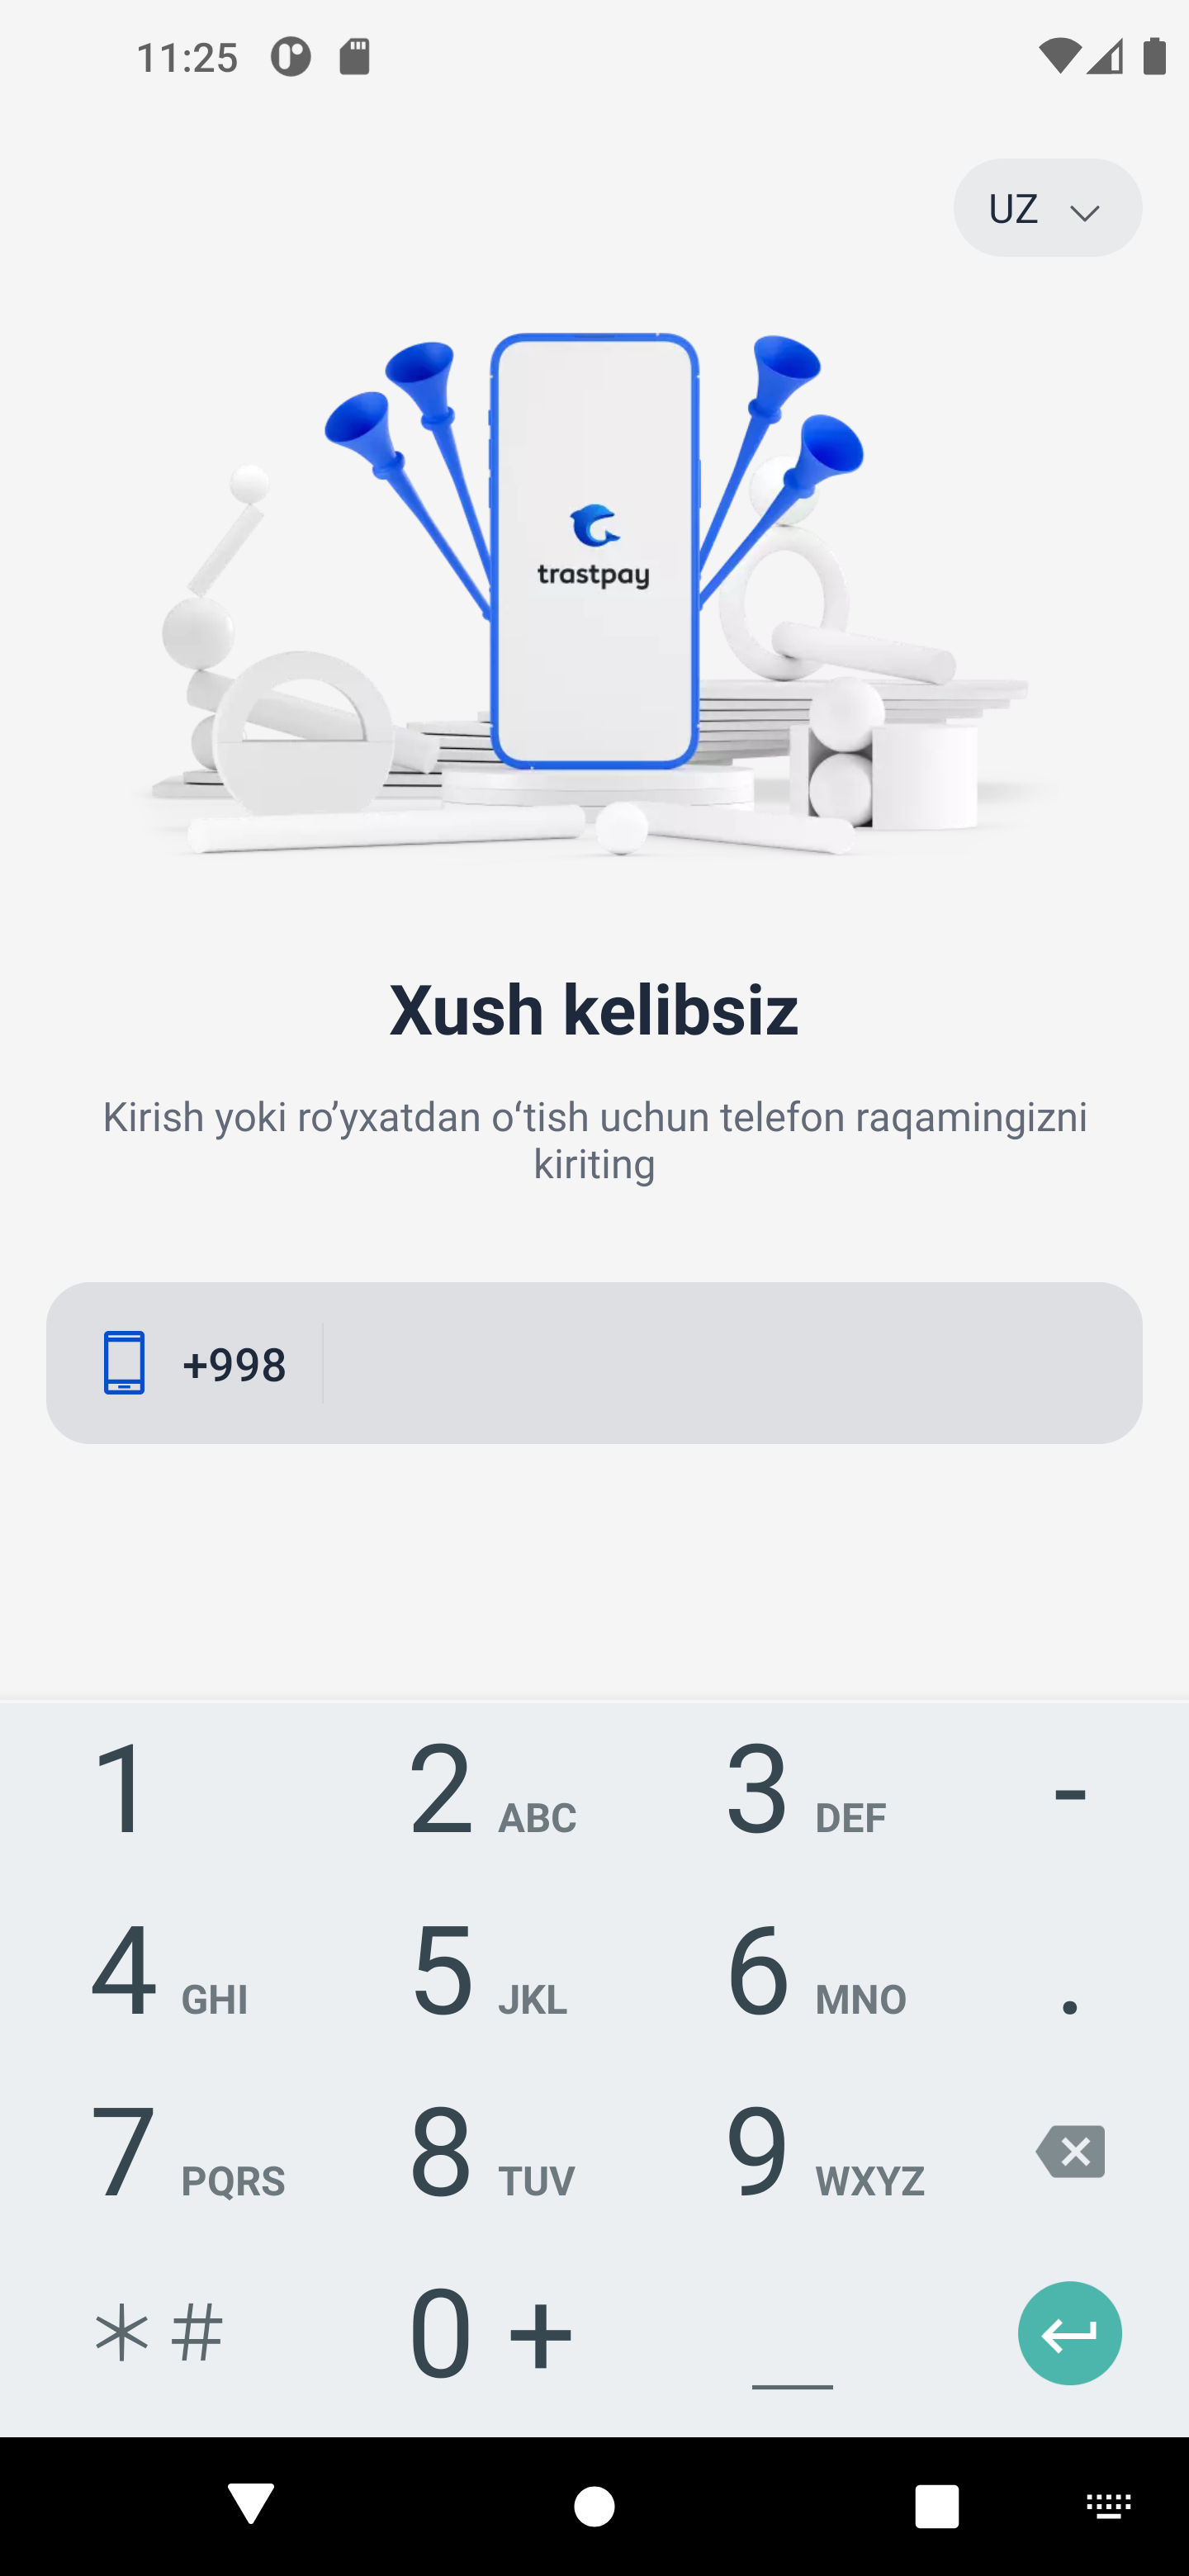 11:25
UZ
trastpay
Xush kelibsiz
Kirish yoki ro’yxatdan o‘tish uchun telefon raqamingizni
kiriting
+998
1 2 ABC 3 DEF -
4 GHI 5 JKL 6 MNO .
7 PQRS 8 TUV 9 WXYZ
* # 0 +